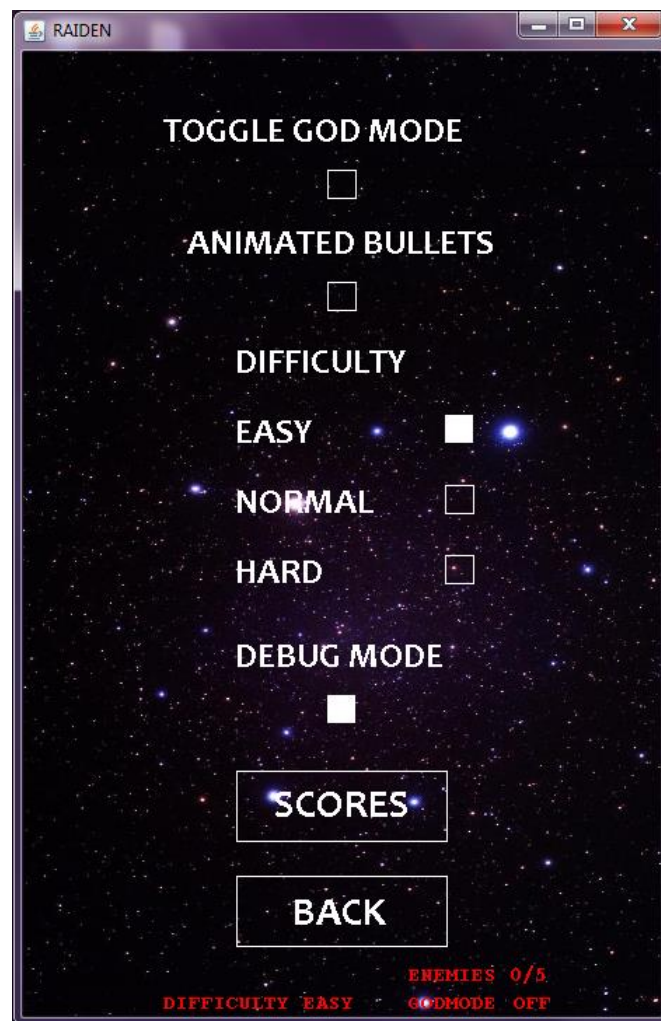 RAIDEN
TOGGLE GOD MODE
ANIMATED BULLETS
DIFFICULTY
EASY
NORMAL
HARD
DEBUG MODE
SCORES
BACK
ENEMIES 0/5
DIFFICULTY EASY GODMODE OFF